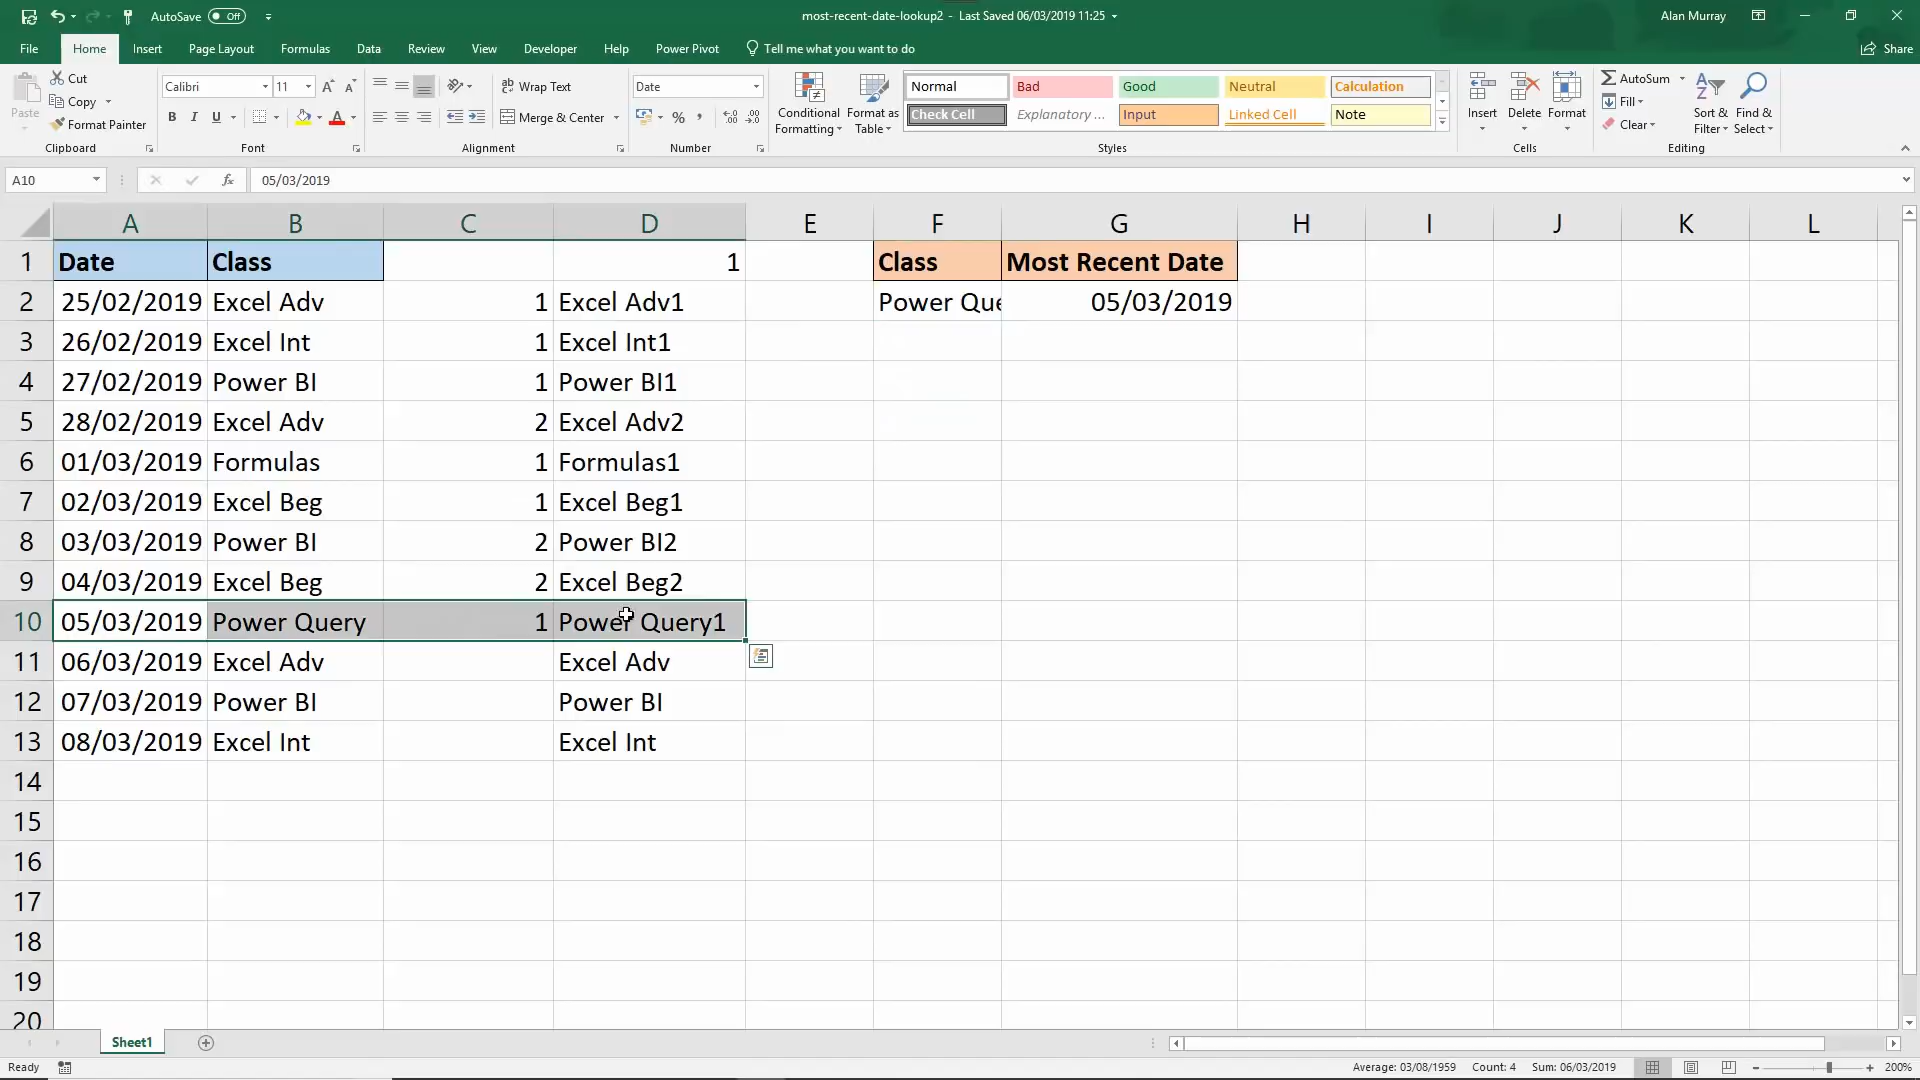 AutoSave Off
most-recent-date-lookup2 - Last Saved 06/03/2019 11:25
Alan Murray
File Home Insert Page Layout Formulas Data Review View Developer Help Power Pivot Tell me what you want to do Share
Paste Cut Copy Format Painter Clipboard
Calibri 11 B I U Font
Wrap Text Merge & Center Alignment
Date % Number
Conditional Formatting Format as Table
Normal Bad Good Neutral Calculation
Check Cell Explanatory ... Input Linked Cell Note
Styles
Insert Delete Format Cells
AutoSum Fill Clear Sort & Filter Find & Select Editing
A10 fx 05/03/2019
A B C D E F G H I J K L
1 Date Class 1 Class Most Recent Date
2 25/02/2019 Excel Adv 1 Excel Adv1 Power Que 05/03/2019
3 26/02/2019 Excel Int 1 Excel Int1
4 27/02/2019 Power BI 1 Power BI1
5 28/02/2019 Excel Adv 2 Excel Adv2
6 01/03/2019 Formulas 1 Formulas1
7 02/03/2019 Excel Beg 1 Excel Beg1
8 03/03/2019 Power BI 2 Power BI2
9 04/03/2019 Excel Beg 2 Excel Beg2
10 05/03/2019 Power Query 1 Power Query1
11 06/03/2019 Excel Adv Excel Adv
12 07/03/2019 Power BI Power BI
13 08/03/2019 Excel Int Excel Int
14
15
16
17
18
19
20
Sheet1
Ready Average: 03/08/1959 Count: 4 Sum: 06/03/2019 200%